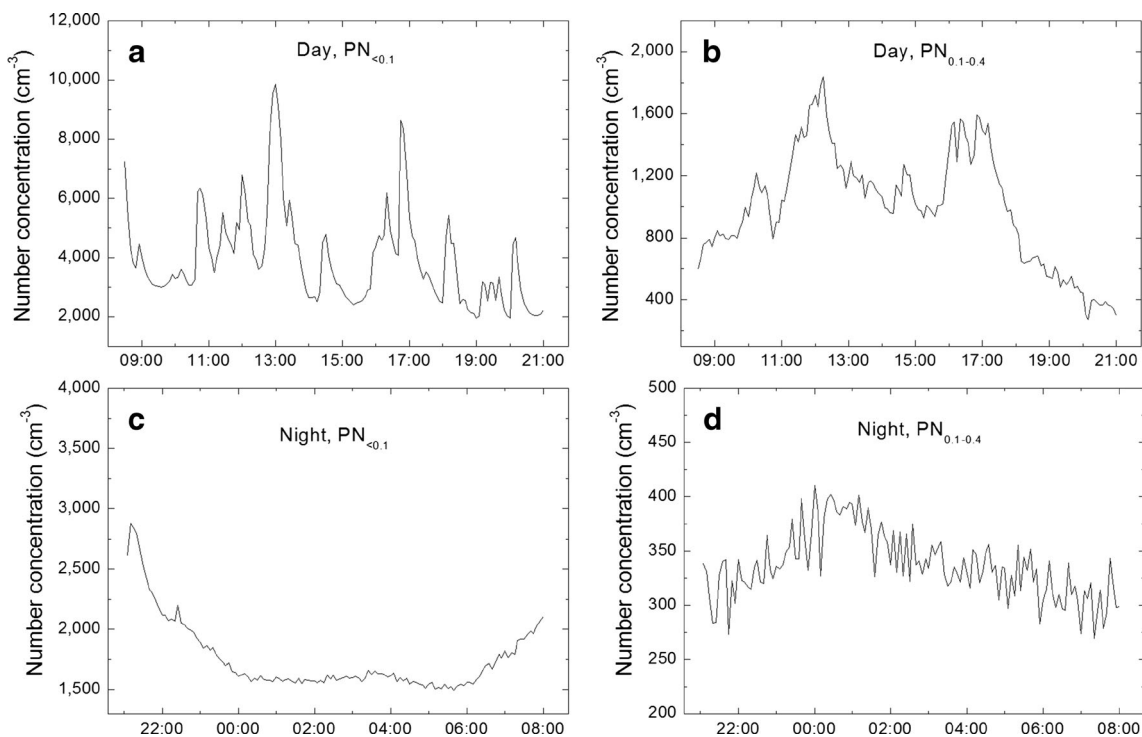 a
Day, PN<0.1
Number concentration (cm-3)
12,000
10,000
8,000
6,000
4,000
2,000
09:00 11:00 13:00 15:00 17:00 19:00 21:00
b
Day, PN0.1-0.4
Number concentration (cm-3)
2,000
1,600
1,200
800
400
09:00 11:00 13:00 15:00 17:00 19:00 21:00
c
Night, PN<0.1
Number concentration (cm-3)
4,000
3,500
3,000
2,500
2,000
1,500
22:00 00:00 02:00 04:00 06:00 08:00
d
Night, PN0.1-0.4
Number concentration (cm-3)
500
450
400
350
300
250
200
22:00 00:00 02:00 04:00 06:00 08:00